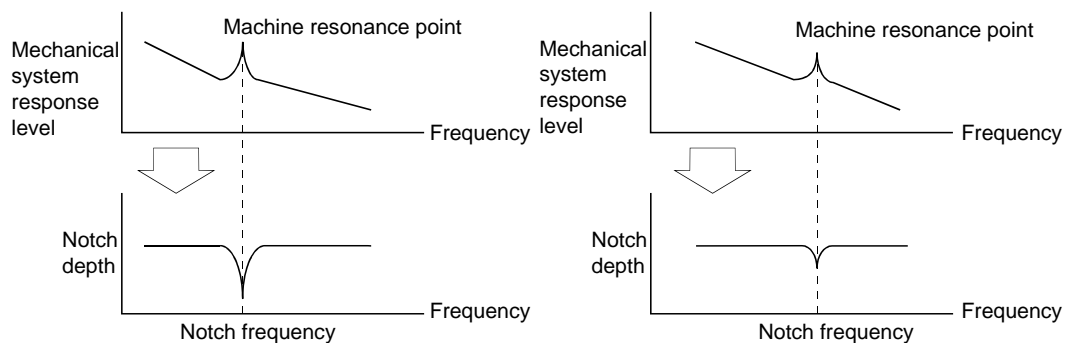 Machine resonance point
Mechanical
system
response
level
Frequency
Notch
depth
Frequency
Notch frequency
Machine resonance point
Mechanical
system
response
level
Frequency
Notch
depth
Frequency
Notch frequency